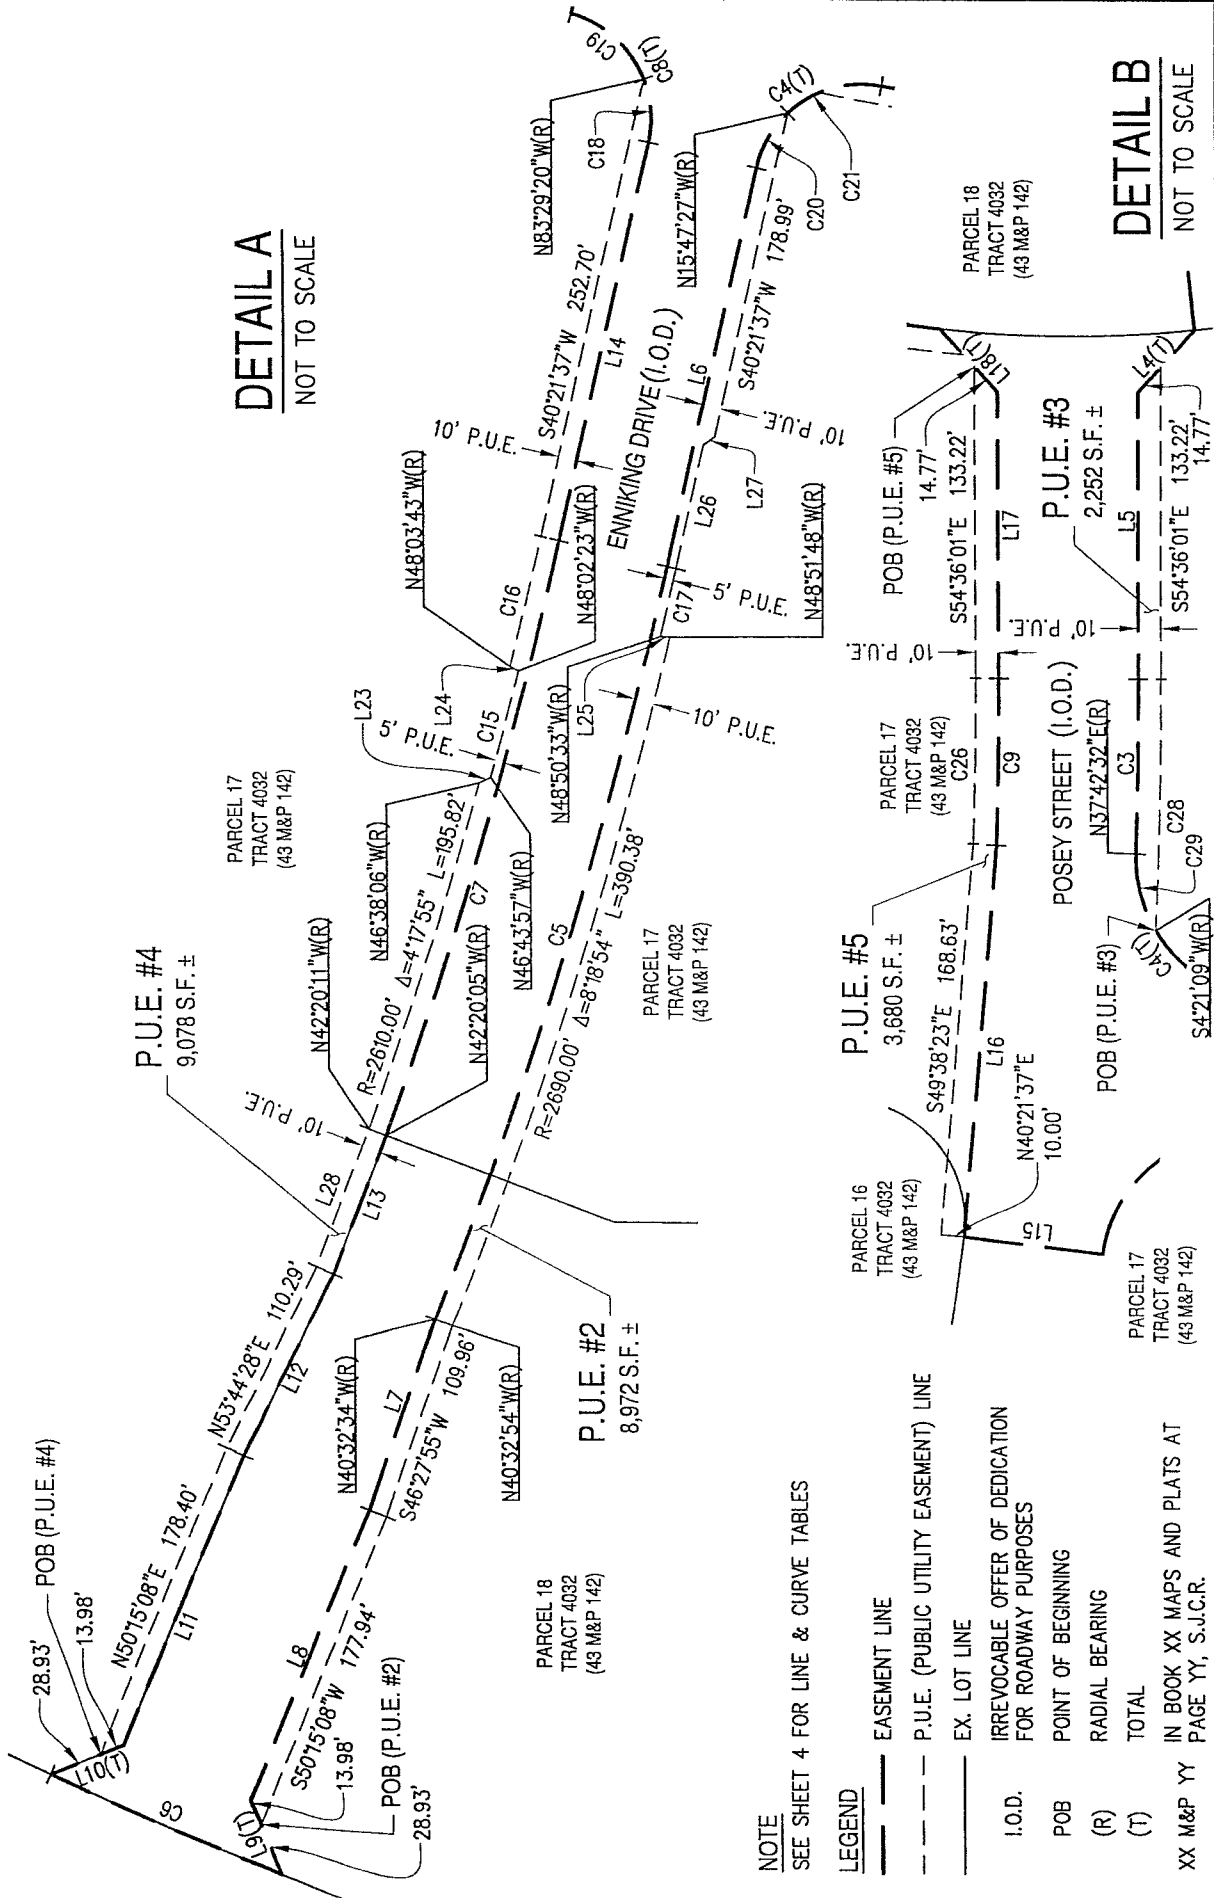 DETAIL A
NOT TO SCALE
28.93'
POB (P.U.E. #4)
13.98'
L10(T)
N50°15'08"E 178.40'
L11
N53°44'28"E 110.29'
L12
P.U.E. #4
9,078 S.F. ±
L28
L13
10' P.U.E.
N42°20'11"W(R)
N42°20'05"W(R)
R=2610.00' Δ=4°17'55" L=195.82'
C7
PARCEL 17
TRACT 4032
(43 M&P 142)
N46°38'06"W(R)
N46°43'57"W(R)
L23
5' P.U.E.
C15
L24
N48°03'43"W(R)
N48°02'23"W(R)
C16
10' P.U.E.
S40°21'37"W 252.70'
L14
N83°29'20"W(R)
C18
C19
C8(T)
ENNIKING DRIVE (I.O.D.)
C6
L9(T)
13.98'
POB (P.U.E. #2)
28.93'
L8
S50°15'08"W 177.94'
L7
S46°27'55"W 109.96'
N40°32'34"W(R)
N40°32'54"W(R)
P.U.E. #2
8,972 S.F. ±
PARCEL 18
TRACT 4032
(43 M&P 142)
C5
R=2690.00' Δ=8°18'54" L=390.38'
PARCEL 17
TRACT 4032
(43 M&P 142)
10' P.U.E.
N48°50'33"W(R)
L25
N48°51'48"W(R)
C17
5' P.U.E.
L26
L27
L6
10' P.U.E.
S40°21'37"W 178.99'
N15°47'27"W(R)
C20
C21
C4(T)
NOTE
SEE SHEET 4 FOR LINE & CURVE TABLES
LEGEND
EASEMENT LINE
P.U.E. (PUBLIC UTILITY EASEMENT) LINE
EX. LOT LINE
I.O.D. IRREVOCABLE OFFER OF DEDICATION
FOR ROADWAY PURPOSES
POB POINT OF BEGINNING
(R) RADIAL BEARING
(T) TOTAL
XX M&P YY IN BOOK XX MAPS AND PLATS AT
PAGE YY, S.J.C.R.
DETAIL B
NOT TO SCALE
PARCEL 16
TRACT 4032
(43 M&P 142)
N40°21'37"E
10.00'
L15
PARCEL 17
TRACT 4032
(43 M&P 142)
P.U.E. #5
3,680 S.F. ±
S49°38'23"E 168.63'
L16
PARCEL 17
TRACT 4032
(43 M&P 142)
C26
C9
10' P.U.E.
S54°36'01"E 133.22'
L17
POB (P.U.E. #5)
14.77'
L18(T)
PARCEL 18
TRACT 4032
(43 M&P 142)
POSEY STREET (I.O.D.)
N37°42'32"E(R)
C3
10' P.U.E.
P.U.E. #3
2,252 S.F. ±
L5
S54°36'01"E 133.22'
14.77'
L4(T)
C28
C29
C4(T)
POB (P.U.E. #3)
S4°21'09"W(R)